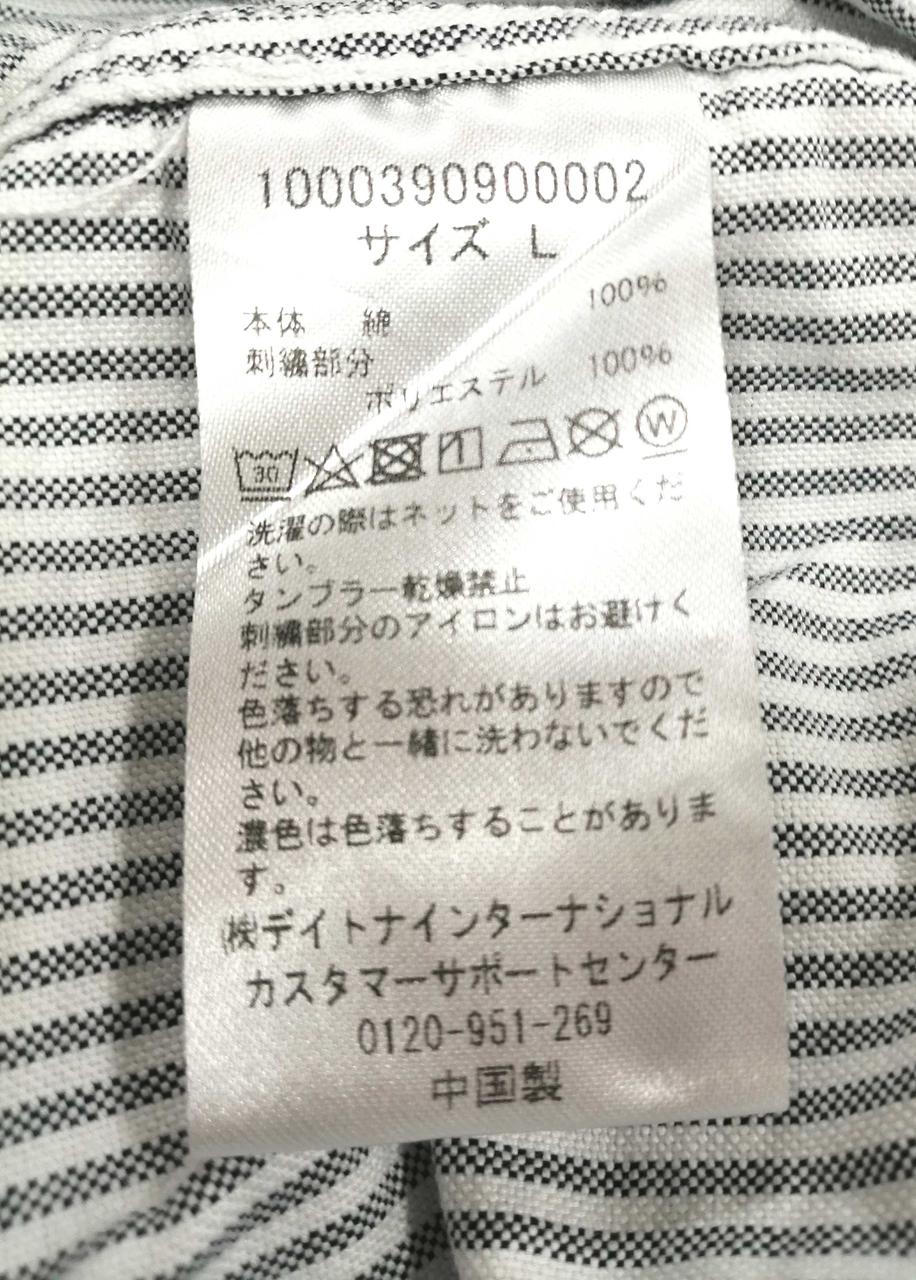 1000390900002
サイズ L
本体 綿 100%
刺繍部分
ポリエステル 100%
30 W
洗濯の際はネットをご使用くだ
さい。
タンブラー乾燥禁止
刺繍部分のアイロンはお避けく
ださい。
色落ちする恐れがありますので
他の物と一緒に洗わないでくだ
さい。
濃色は色落ちすることがありま
す。
㈱デイトナインターナショナル
カスタマーサポートセンター
0120-951-269
中国製